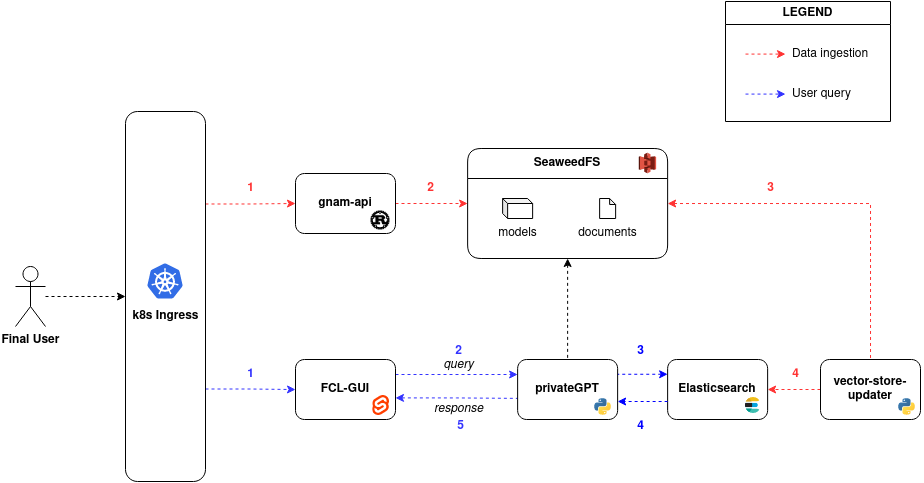 LEGEND
Data ingestion
User query
1
gnam-api
R
2
SeaweedFS
models
documents
3
Final User
k8s Ingress
1
FCL-GUI
2
query
response
5
privateGPT
3
4
Elasticsearch
4
vector-store-
updater